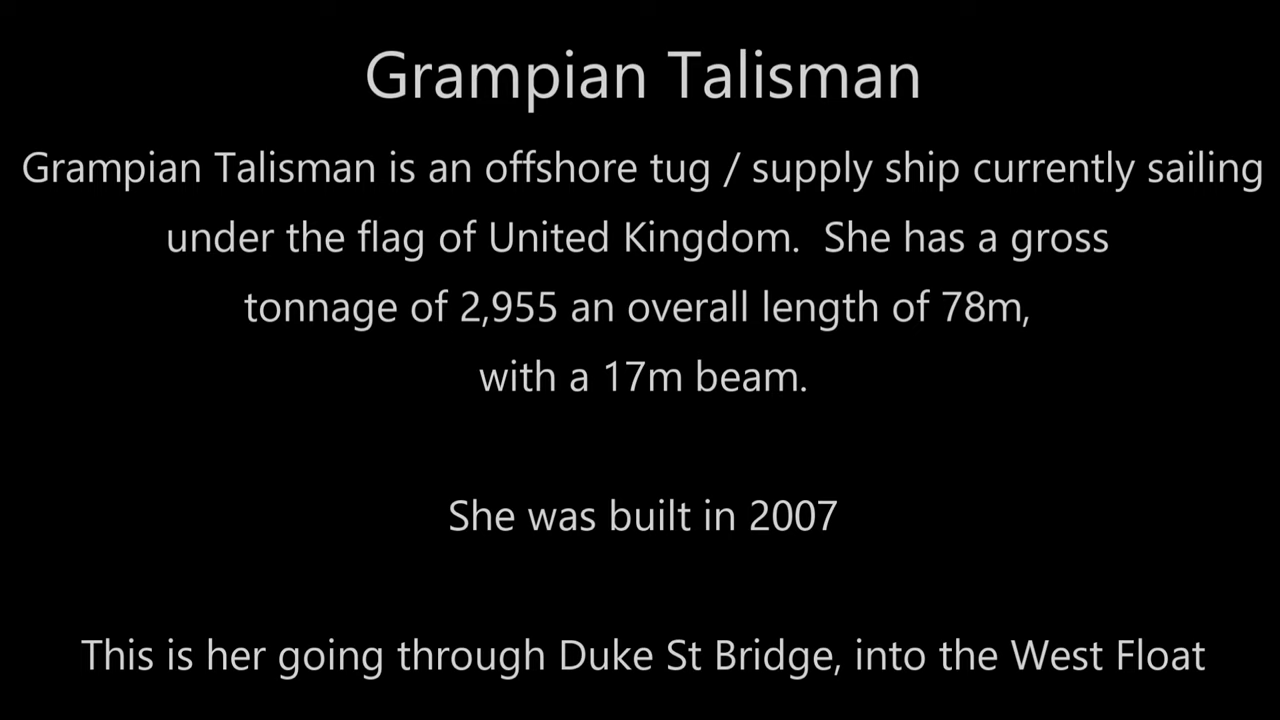 Grampian Talisman
Grampian Talisman is an offshore tug / supply ship currently sailing
under the flag of United Kingdom.  She has a gross
tonnage of 2,955 an overall length of 78m,
with a 17m beam.
She was built in 2007
This is her going through Duke St Bridge, into the West Float